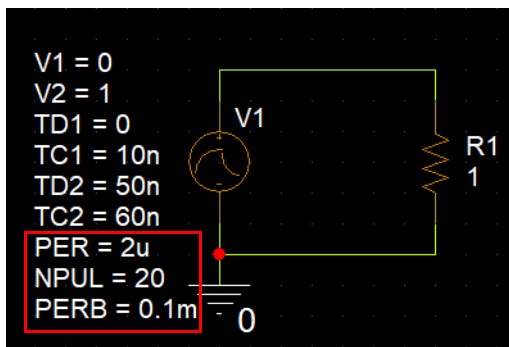 V1 = 0
V2 = 1
TD1 = 0
TC1 = 10n
TD2 = 50n
TC2 = 60n
PER = 2u
NPUL = 20
PERB = 0.1m
V1
R1
1
0